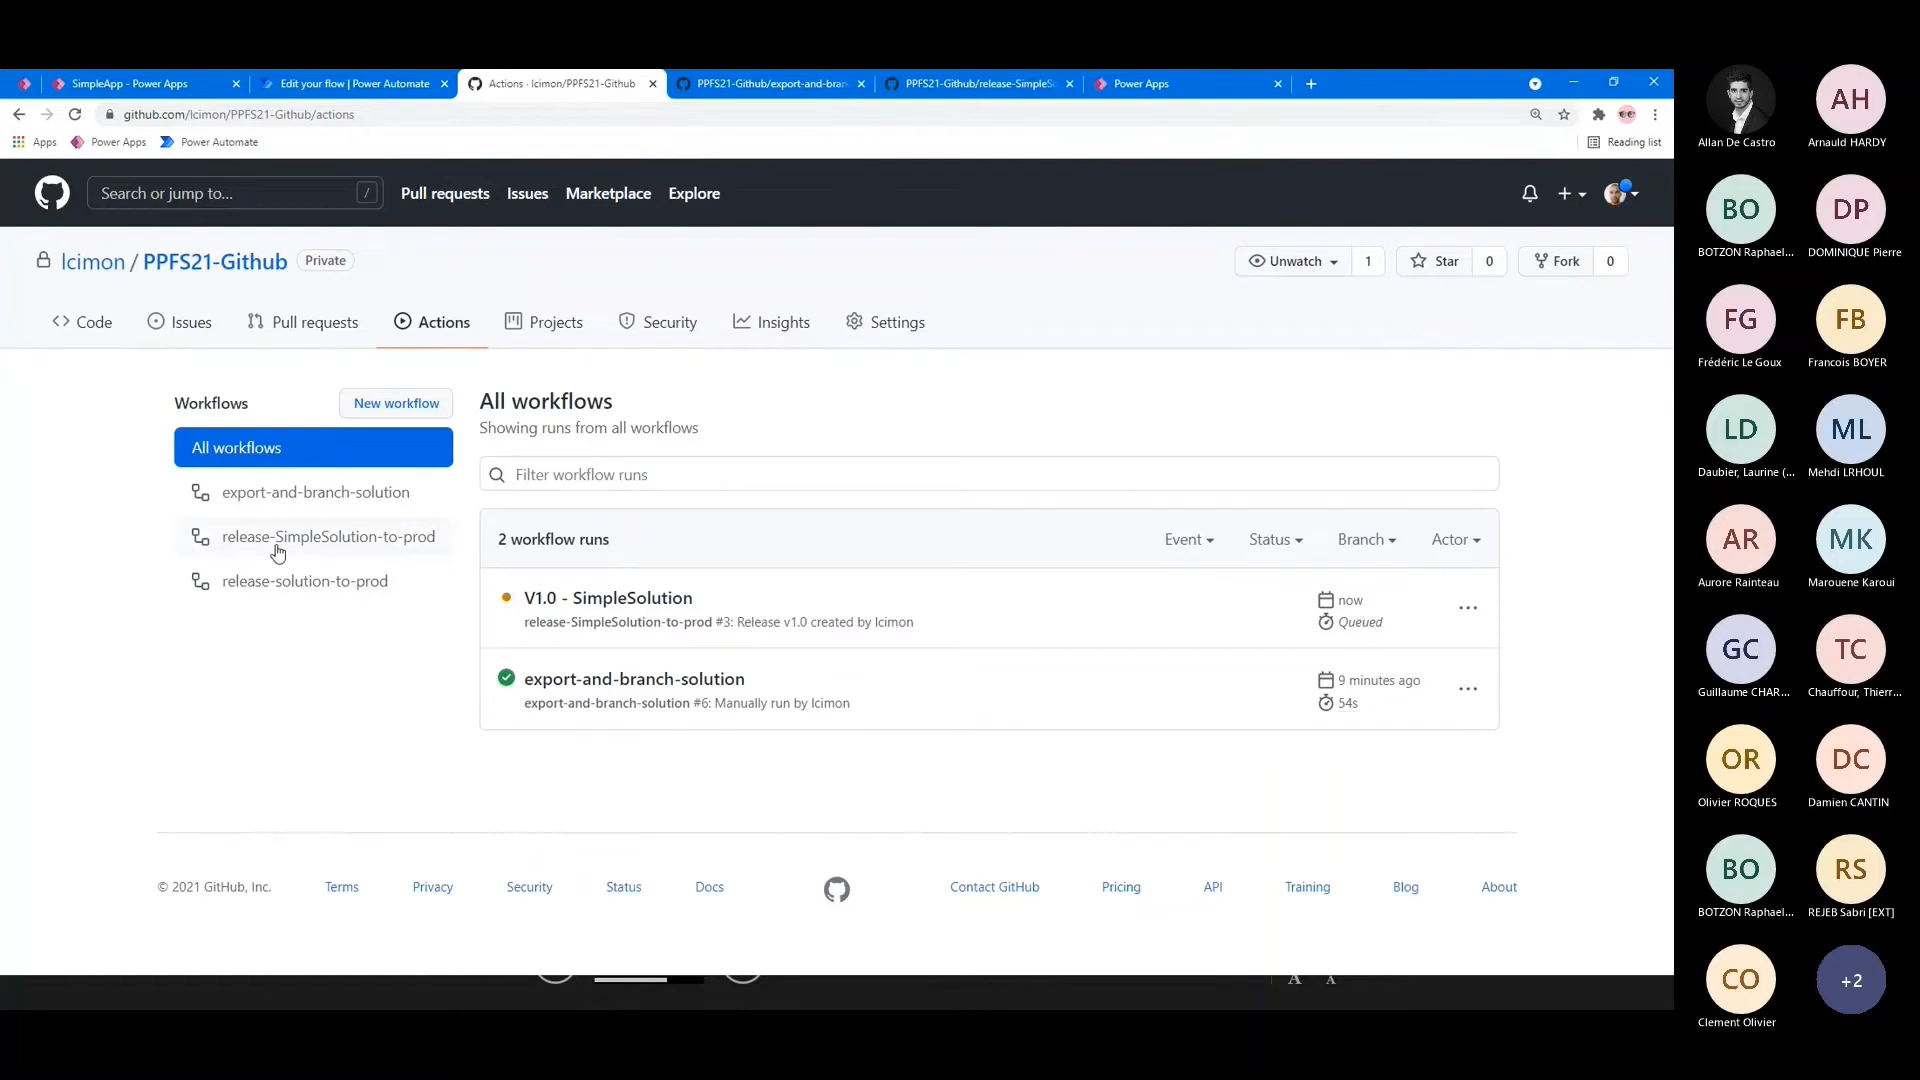 SimpleApp - Power Apps
Edit your flow | Power Automate
Actions · lcimon/PPFS21-Github
PPFS21-Github/export-and-bran
PPFS21-Github/release-SimpleSo
Power Apps
github.com/lcimon/PPFS21-Github/actions
Apps
Power Apps
Power Automate
Reading list
Search or jump to...
/
Pull requests
Issues
Marketplace
Explore
lcimon / PPFS21-Github
Private
Unwatch
1
Star
0
Fork
0
Code
Issues
Pull requests
Actions
Projects
Security
Insights
Settings
Workflows
New workflow
All workflows
export-and-branch-solution
release-SimpleSolution-to-prod
release-solution-to-prod
All workflows
Showing runs from all workflows
Filter workflow runs
2 workflow runs
Event
Status
Branch
Actor
V1.0 - SimpleSolution
release-SimpleSolution-to-prod #3: Release v1.0 created by lcimon
now
Queued
export-and-branch-solution
export-and-branch-solution #6: Manually run by lcimon
9 minutes ago
54s
© 2021 GitHub, Inc.
Terms
Privacy
Security
Status
Docs
Contact GitHub
Pricing
API
Training
Blog
About
A A
Allan De Castro
AH
Arnauld HARDY
BO
BOTZON Raphael...
DP
DOMINIQUE Pierre
FG
Frédéric Le Goux
FB
Francois BOYER
LD
Daubier, Laurine (...
ML
Mehdi LRHOUL
AR
Aurore Rainteau
MK
Marouene Karoui
GC
Guillaume CHAR...
TC
Chauffour, Thierr...
OR
Olivier ROQUES
DC
Damien CANTIN
BO
BOTZON Raphael...
RS
REJEB Sabri [EXT]
CO
Clement Olivier
+2